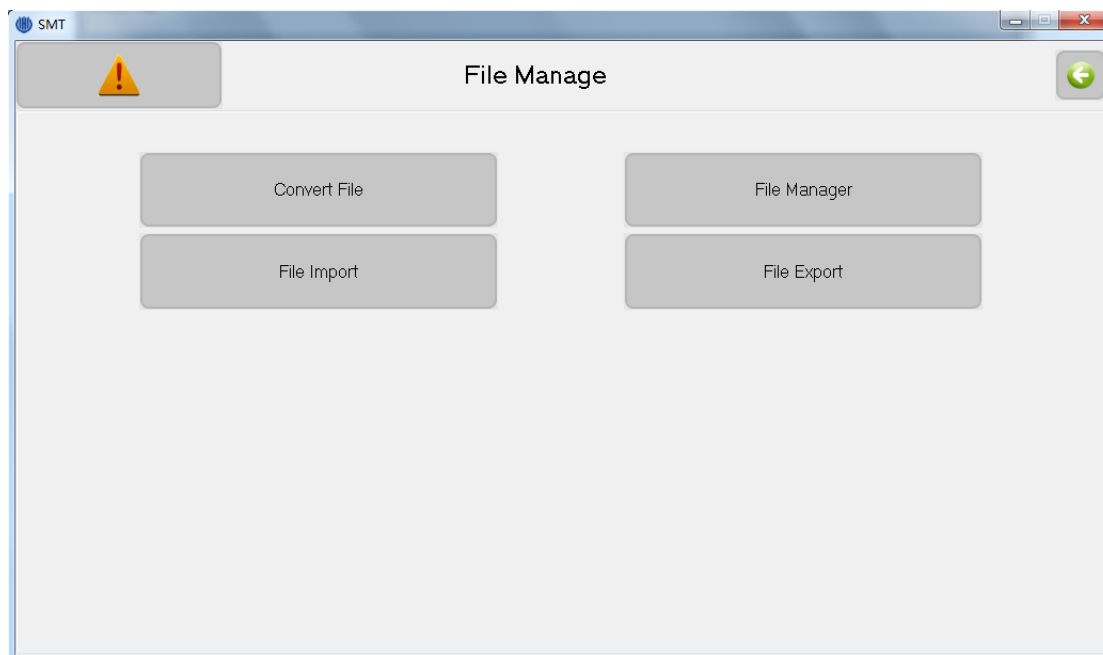 SMT
File Manage
Convert File
File Manager
File Import
File Export